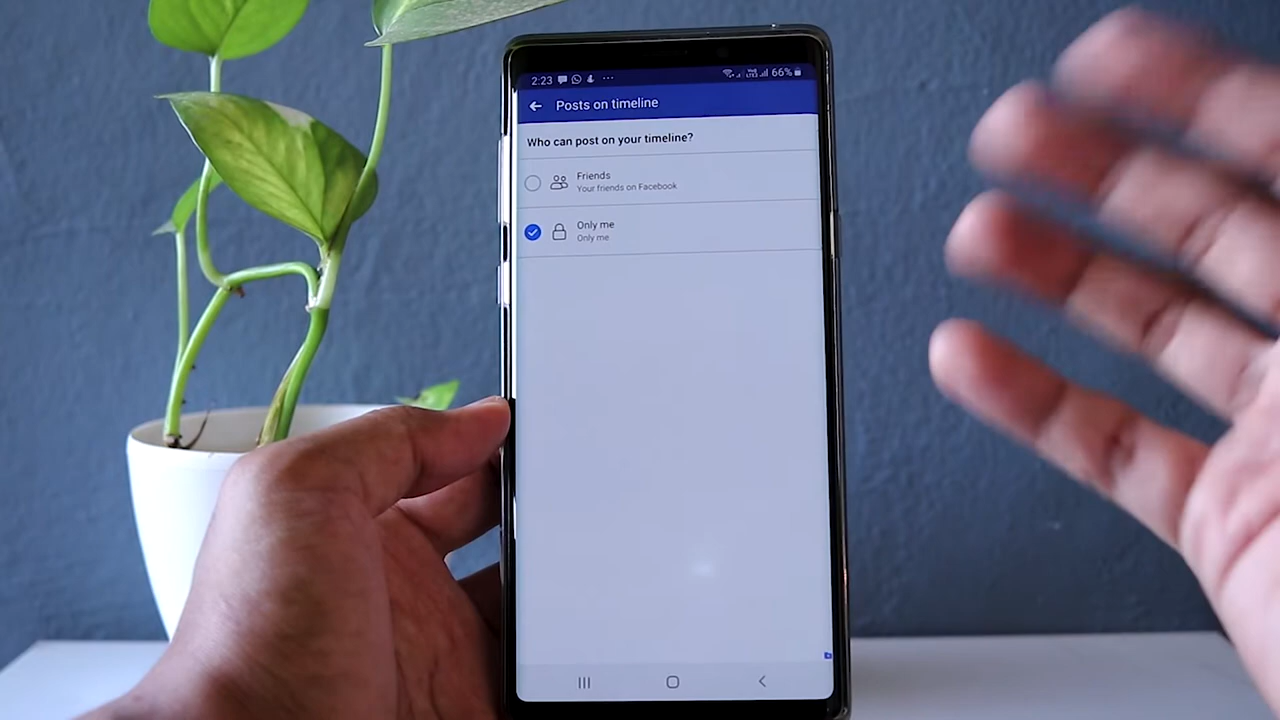 2:23 66%
Posts on timeline
Who can post on your timeline?
Friends
Your friends on Facebook
Only me
Only me